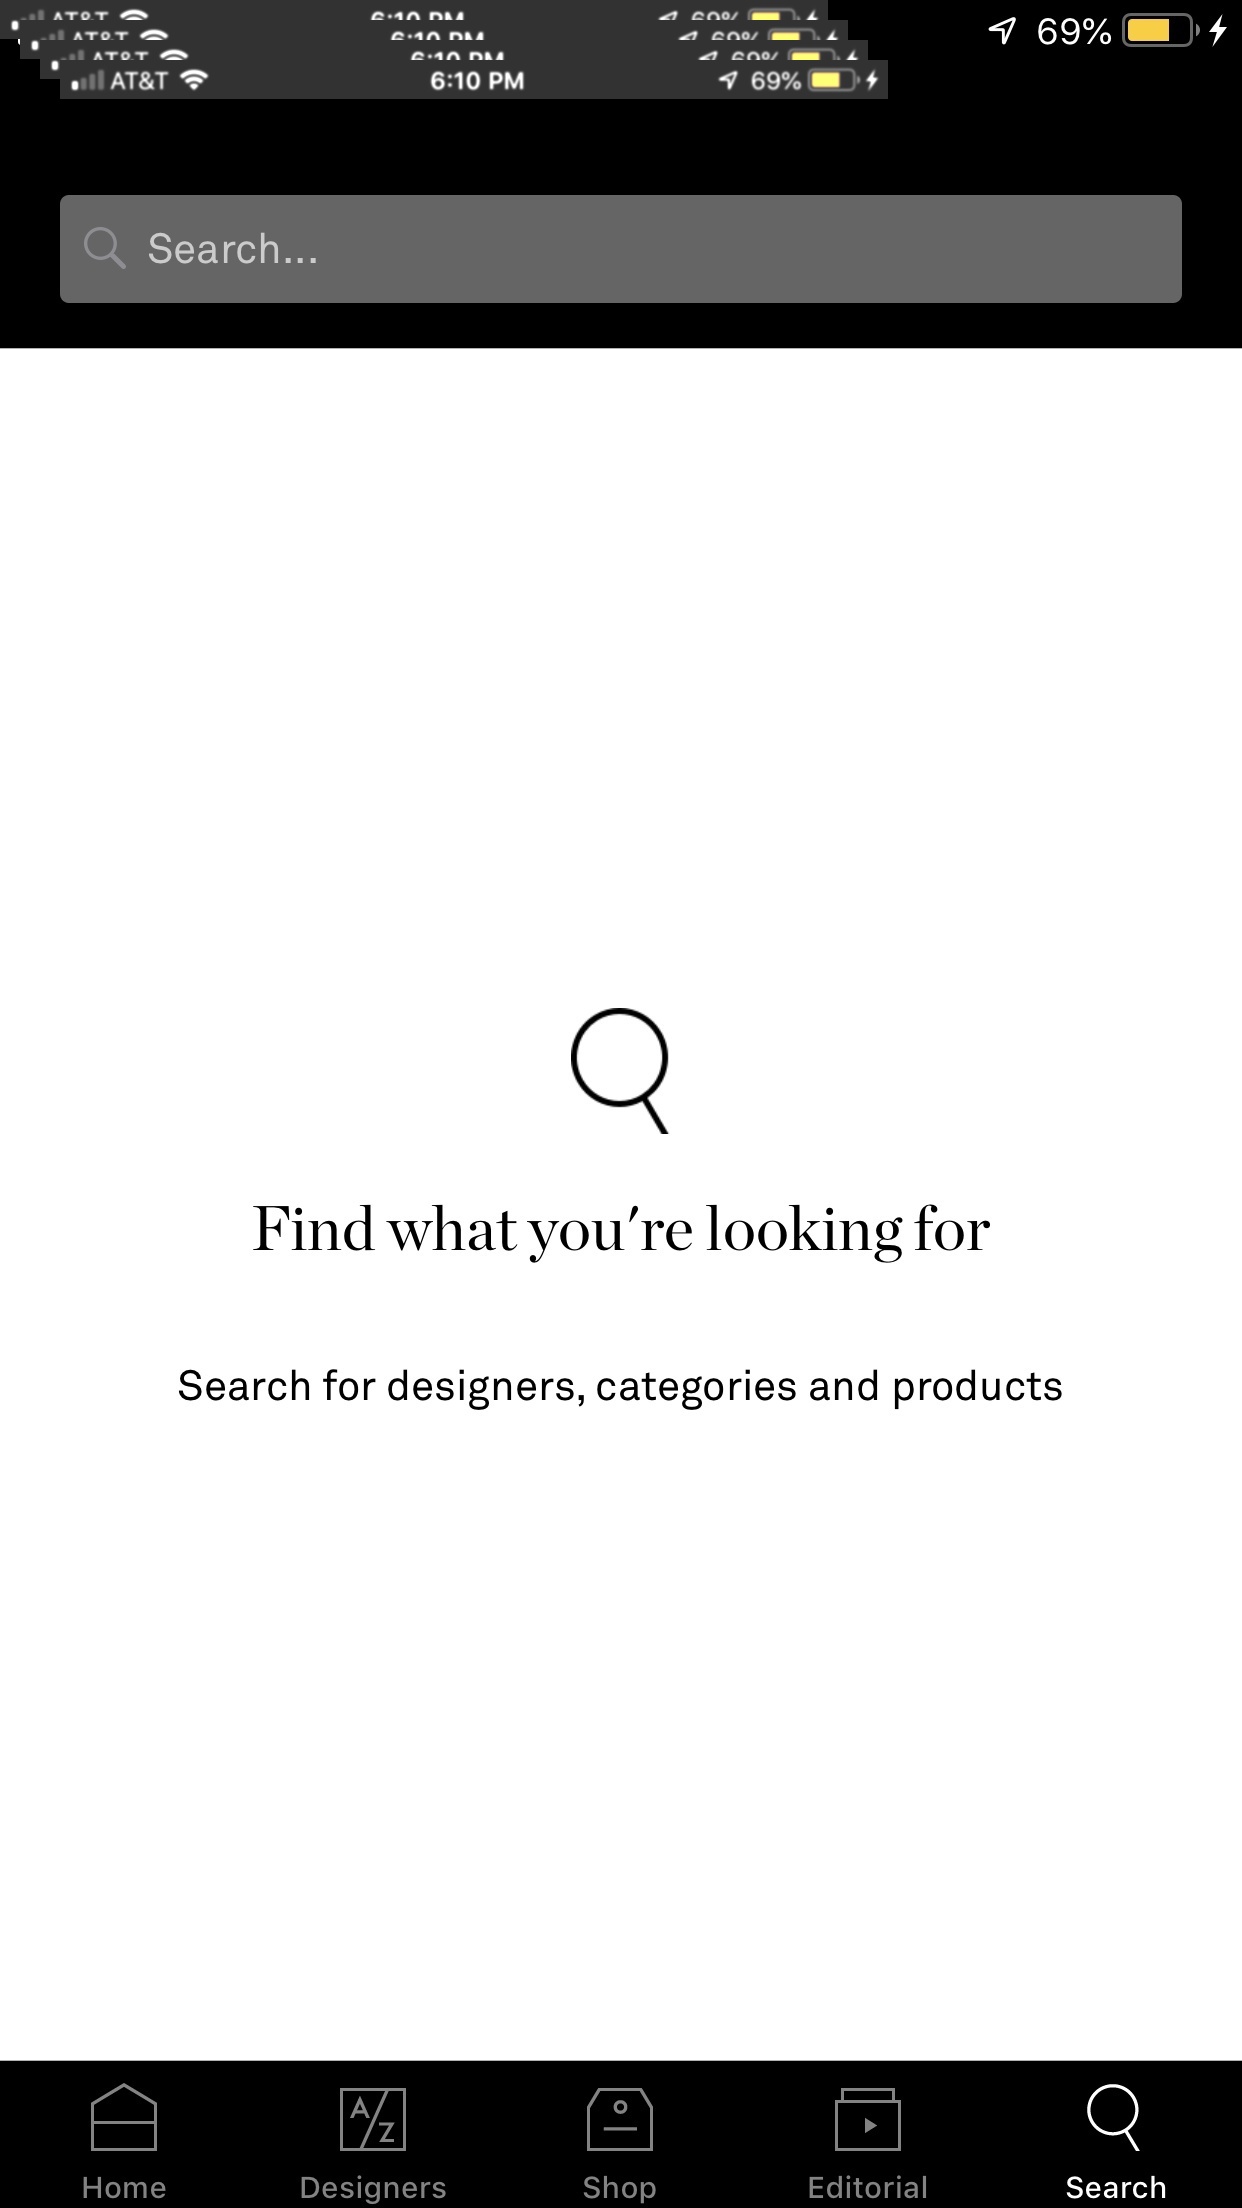 AT&T 6:10 PM 69%
AT&T 6:10 PM 69%
AT&T 6:10 PM 69%
AT&T 6:10 PM 69%
69%
Search...
Find what you're looking for
Search for designers, categories and products
A/Z
Home Designers Shop Editorial Search